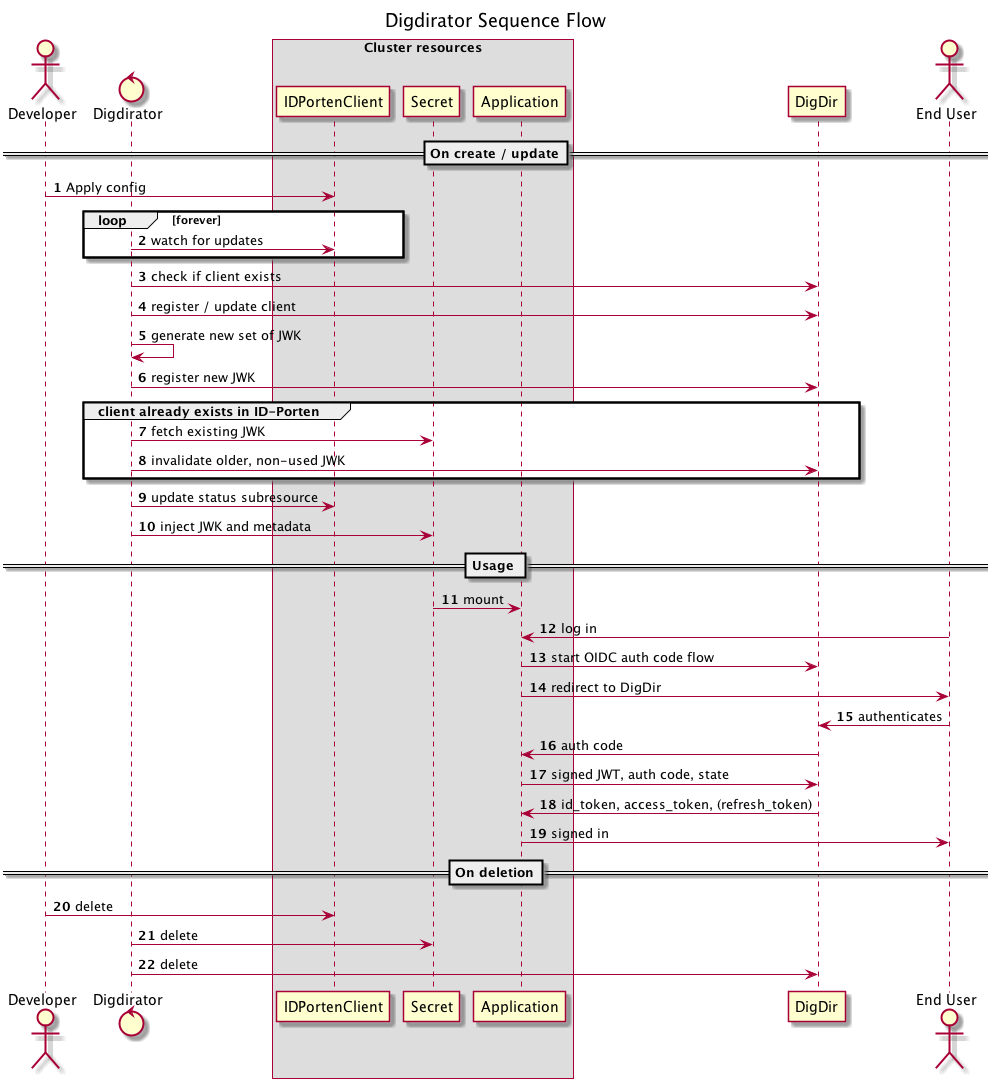 Digdirator Sequence Flow
Cluster resources
Developer
Digdirator
IDPortenClient
Secret
Application
DigDir
End User
On create / update
1 Apply config
loop [forever]
2 watch for updates
3 check if client exists
4 register / update client
5 generate new set of JWK
6 register new JWK
client already exists in ID-Porten
7 fetch existing JWK
8 invalidate older, non-used JWK
9 update status subresource
10 inject JWK and metadata
Usage
11 mount
12 log in
13 start OIDC auth code flow
14 redirect to DigDir
15 authenticates
16 auth code
17 signed JWT, auth code, state
18 id_token, access_token, (refresh_token)
19 signed in
On deletion
20 delete
21 delete
22 delete
Developer
Digdirator
IDPortenClient
Secret
Application
DigDir
End User